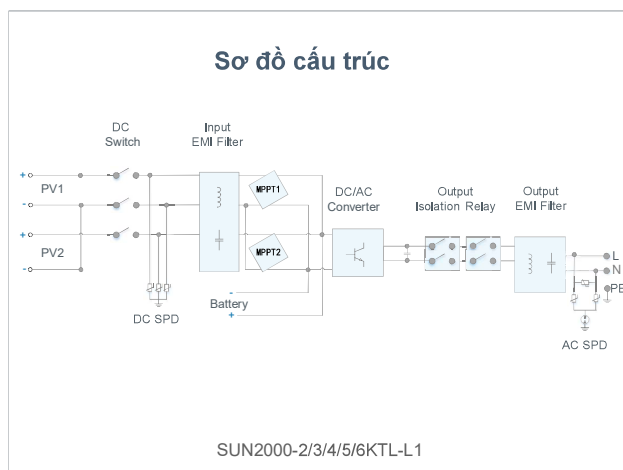 Sơ đồ cấu trúc
DC
Switch
Input
EMI Filter
DC/AC
Converter
Output
Isolation Relay
Output
EMI Filter
MPPT1
MPPT2
+
PV1
-
+
PV2
-
L
N
PE
DC SPD
-
Battery
+
AC SPD
SUN2000-2/3/4/5/6KTL-L1